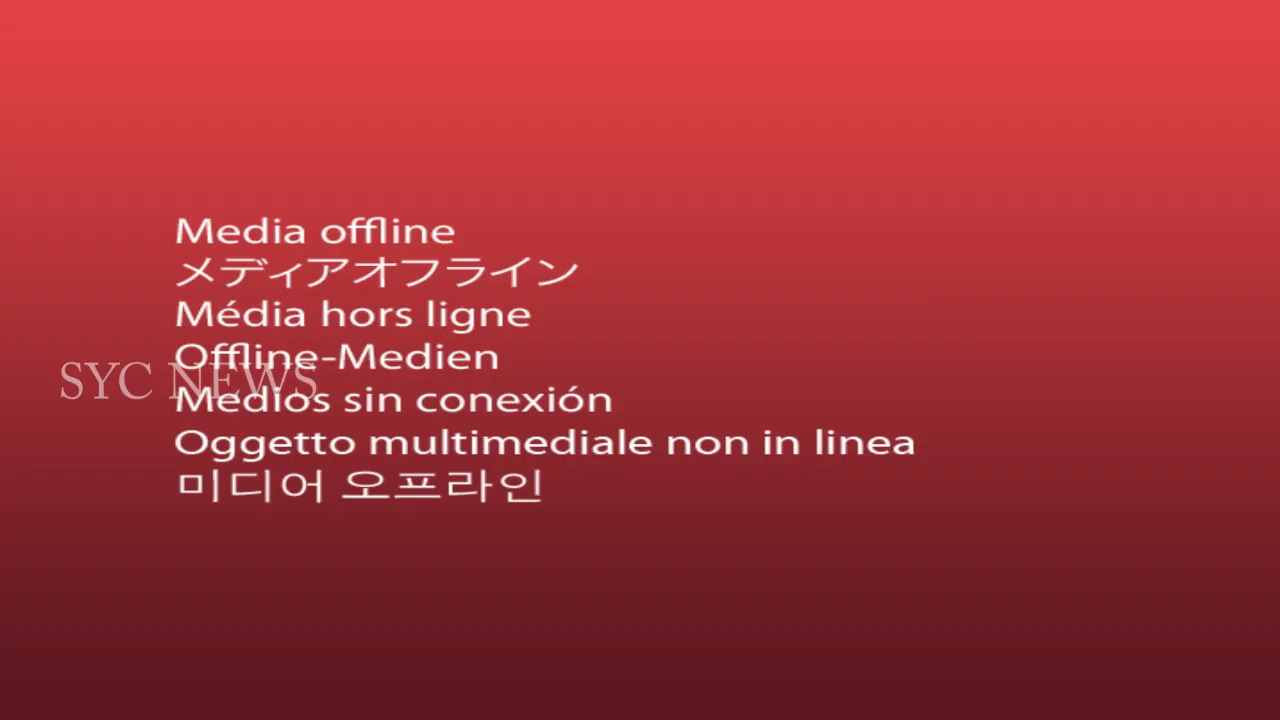 Media offline
メディアオフライン
Média hors ligne
Offline-Medien
SYC NEWS
Medios sin conexión
Oggetto multimediale non in linea
미디어 오프라인